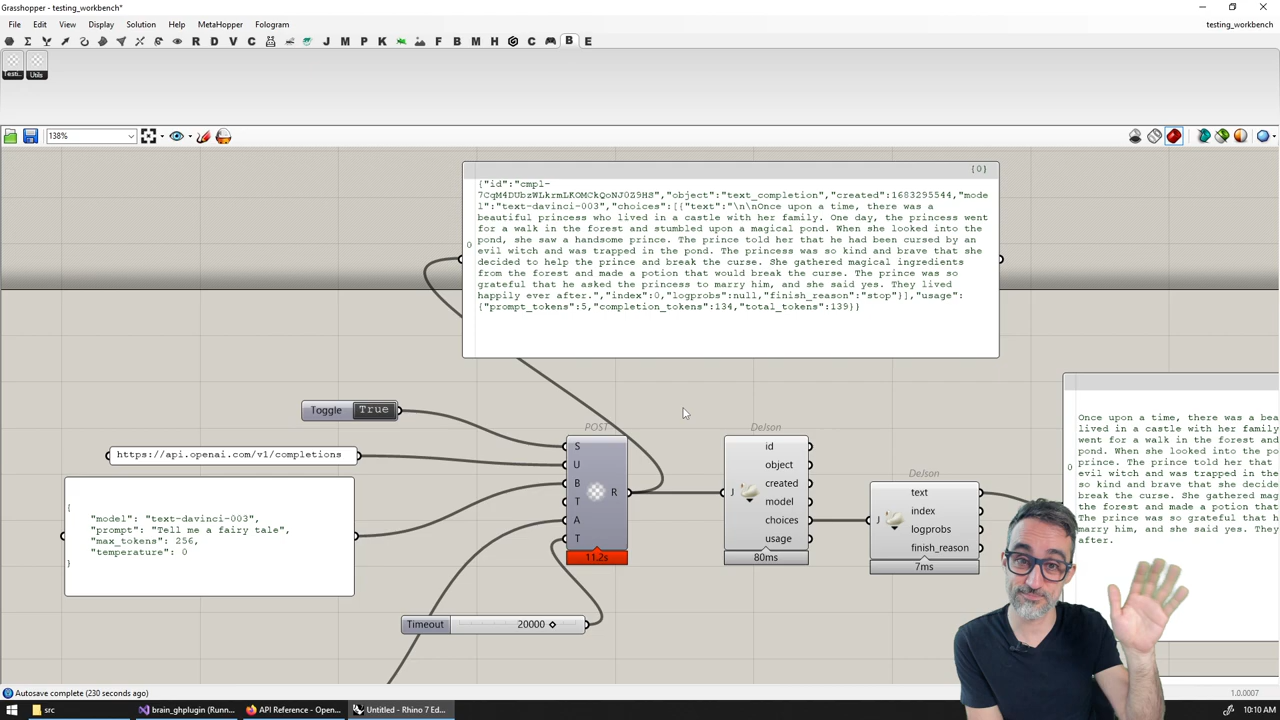 Grasshopper - testing_workbench*
File Edit View Display Solution Help MetaHopper Fologram
testing_workbench
R D V C J M P K F B M H C B E
Testi..
Utils
138%
{0}
{"id":"cmpl-
7CqM4DUbzWLkrmLKOMCkQoNJ0Z9HS","object":"text_completion","created":1683295544,"mode
l":"text-davinci-003","choices":[{"text":"\n\nOnce upon a time, there was a
beautiful princess who lived in a castle with her family. One day, the princess went
for a walk in the forest and stumbled upon a magical pond. When she looked into the
pond, she saw a handsome prince. The prince told her that he had been cursed by an
0
evil witch and was trapped in the pond. The princess was so kind and brave that she
decided to help the prince and break the curse. She gathered magical ingredients
from the forest and made a potion that would break the curse. The prince was so
grateful that he asked the princess to marry him, and she said yes. They lived
happily ever after.","index":0,"logprobs":null,"finish_reason":"stop"}],"usage":
{"prompt_tokens":5,"completion_tokens":134,"total_tokens":139}}
Toggle True
https://api.openai.com/v1/completions
{
"model": "text-davinci-003",
"prompt": "Tell me a fairy tale",
"max_tokens": 256,
"temperature": 0
}
Timeout 20000
POST
S
U
B
T
A
T
R
11.2s
DeJson
J
id
object
created
model
choices
usage
80ms
DeJson
J
text
index
logprobs
finish_reason
7ms
0
Once upon a time, there was a bea
lived in a castle with her family
went for a walk in the forest and
pond. When she looked into the
prince. The prince told her that
witch and was trapped in the pond
so kind and brave that she
break the curse. She gathered
forest and made a potion that
The prince was so
marry him, and she said
after.
Autosave complete (230 seconds ago)
1.0.0007
src
brain_ghplugin (Runn...
API Reference - Open...
Untitled - Rhino 7 Ed...
10:10 AM